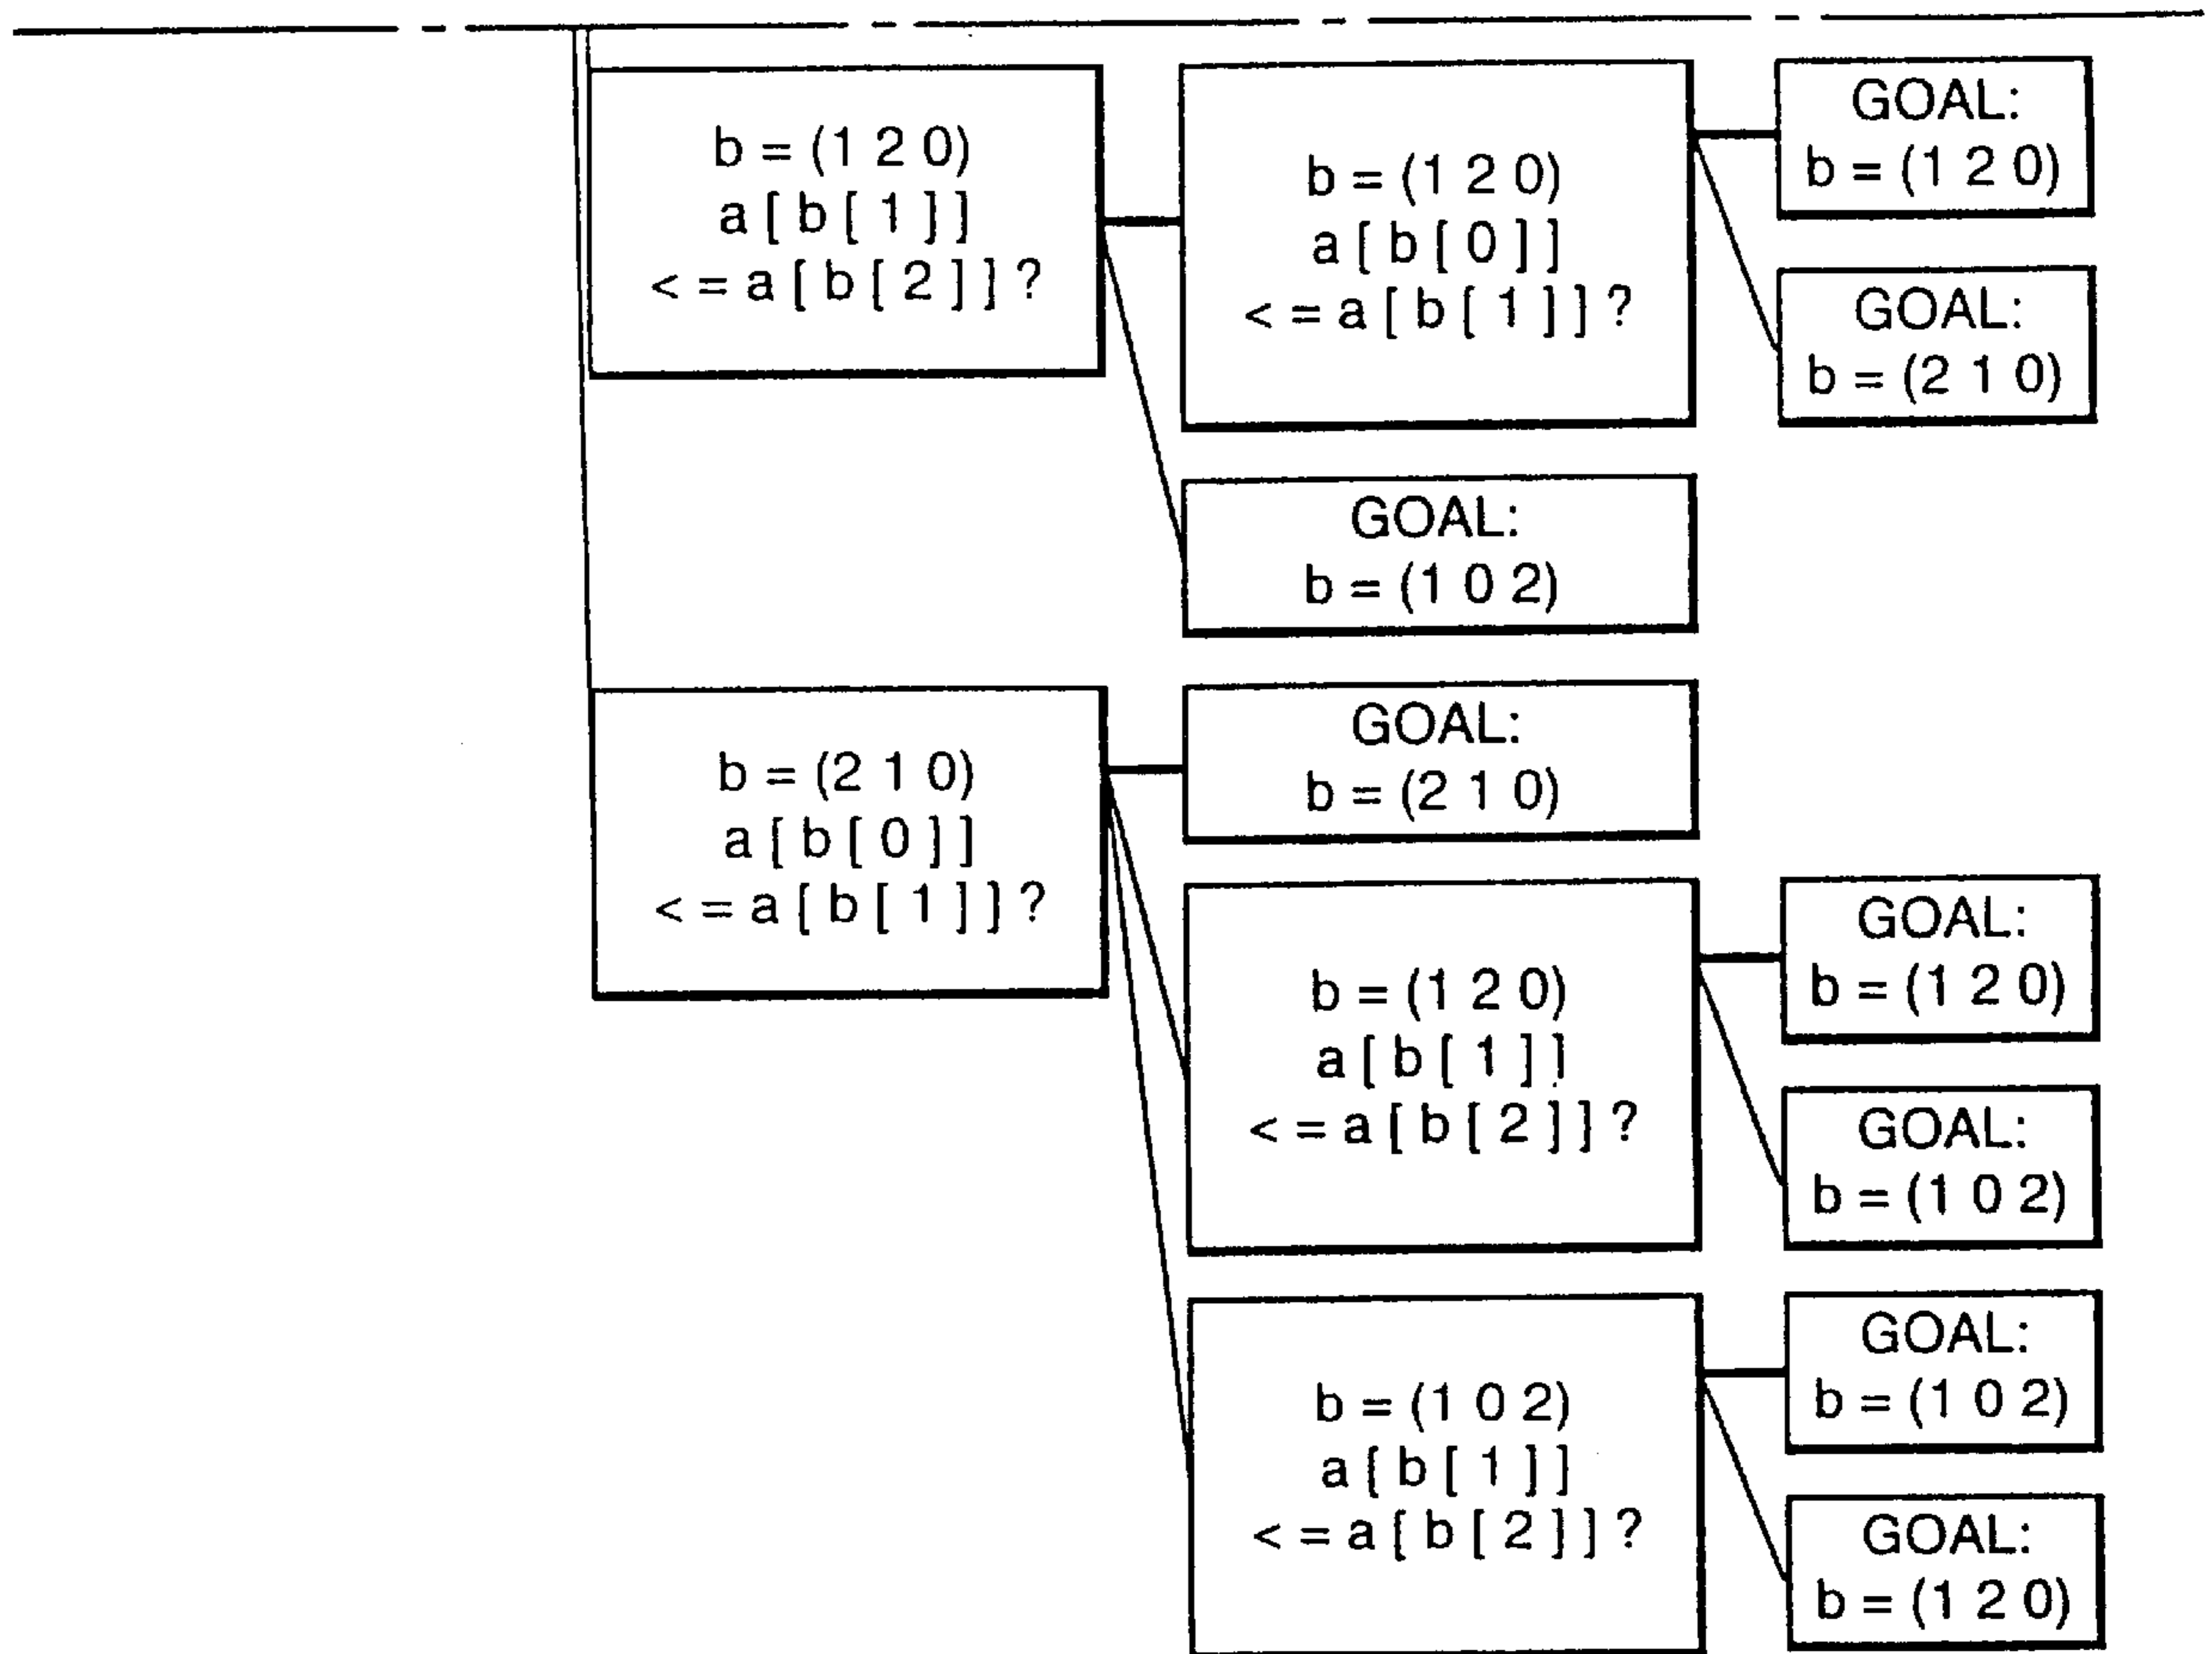 b = (1 2 0)
a [ b [ 1 ] ]
< = a [ b [ 2 ] ] ?
b = (1 2 0)
a [ b [ 0 ] ]
< = a [ b [ 1 ] ] ?
GOAL:
b = (1 2 0)
GOAL:
b = (2 1 0)
GOAL:
b = (1 0 2)
b = (2 1 0)
a [ b [ 0 ] ]
< = a [ b [ 1 ] ] ?
GOAL:
b = (2 1 0)
b = (1 2 0)
a [ b [ 1 ] ]
< = a [ b [ 2 ] ] ?
GOAL:
b = (1 2 0)
GOAL:
b = (1 0 2)
b = (1 0 2)
a [ b [ 1 ] ]
< = a [ b [ 2 ] ] ?
GOAL:
b = (1 0 2)
GOAL:
b = (1 2 0)